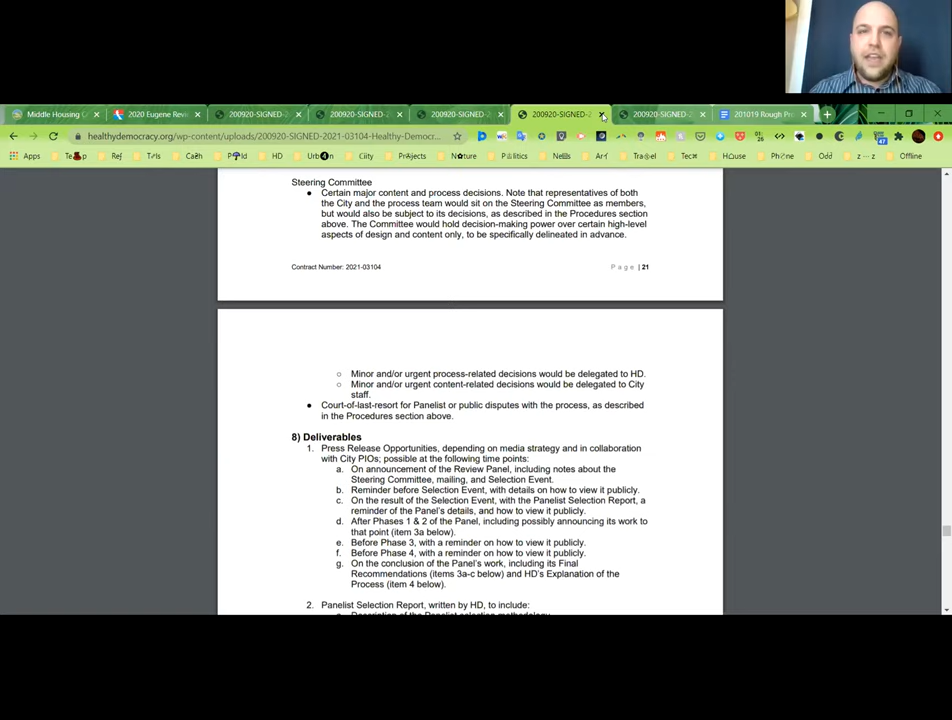 Middle Housing C
2020 Eugene Revi
200920-SIGNED-2
200920-SIGNED-2
200920-SIGNED-2
200920-SIGNED-2
200920-SIGNED-2
201019 Rough Pr
healthydemocracy.org/wp-content/uploads/200920-SIGNED-2021-03104-Healthy-Democr...
Apps
HD
City
Politics
House
Phone
Odd
z ... z
Offline
Steering Committee
● Certain major content and process decisions. Note that representatives of both
the City and the process team would sit on the Steering Committee as members,
but would also be subject to its decisions, as described in the Procedures section
above. The Committee would hold decision-making power over certain high-level
aspects of design and content only, to be specifically delineated in advance.
Contract Number: 2021-03104
Page | 21
○ Minor and/or urgent process-related decisions would be delegated to HD.
○ Minor and/or urgent content-related decisions would be delegated to City
staff.
● Court-of-last-resort for Panelist or public disputes with the process, as described
in the Procedures section above.
8) Deliverables
1. Press Release Opportunities, depending on media strategy and in collaboration
with City PIOs; possible at the following time points:
a. On announcement of the Review Panel, including notes about the
Steering Committee, mailing, and Selection Event.
b. Reminder before Selection Event, with details on how to view it publicly.
c. On the result of the Selection Event, with the Panelist Selection Report, a
reminder of the Panel's details, and how to view it publicly.
d. After Phases 1 & 2 of the Panel, including possibly announcing its work to
that point (item 3a below).
e. Before Phase 3, with a reminder on how to view it publicly.
f. Before Phase 4, with a reminder on how to view it publicly.
g. On the conclusion of the Panel's work, including its Final
Recommendations (items 3a-c below) and HD's Explanation of the
Process (item 4 below).
2. Panelist Selection Report, written by HD, to include: